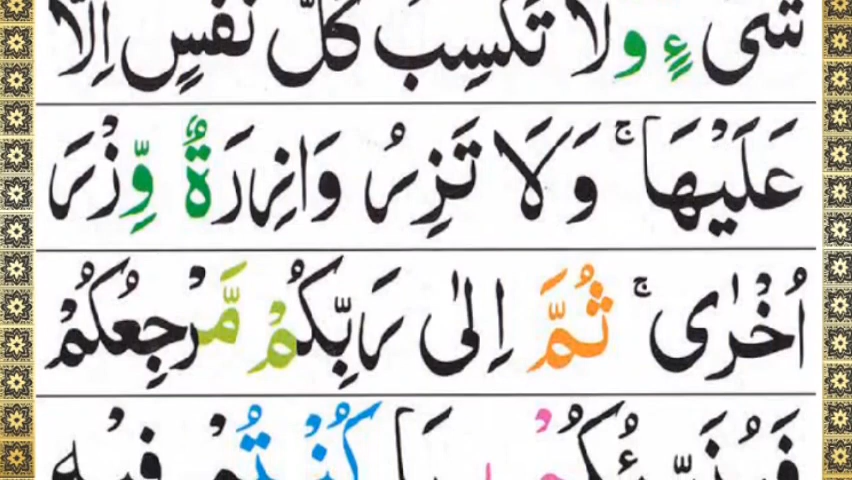 شَیْءٍ وَلَا تَكْسِبُ كُلُّ نَفْسٍ اِلَّا
عَلَيْهَا ۚ وَلَا تَزِرُ وَازِرَةٌ وِّزْرَ
اُخْرٰى ۚ ثُمَّ اِلٰى رَبِّكُمْ مَّرْجِعُكُمْ
فَيُنَبِّئُكُمْ بِمَا كُنْتُمْ فِيْهِ